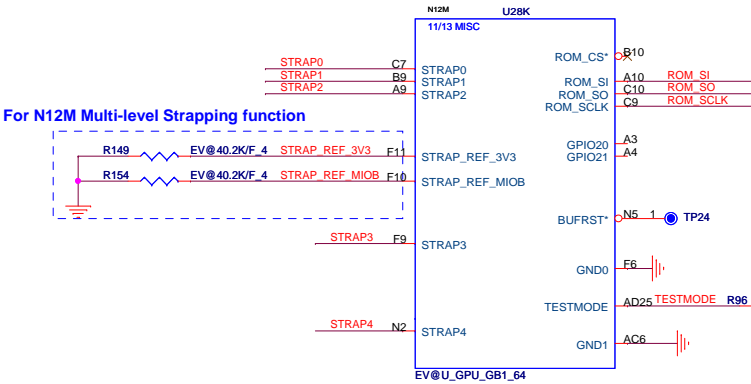 N12M
U28K
11/13 MISC
STRAP0 C7 STRAP0
STRAP1 B9 STRAP1
STRAP2 A9 STRAP2
ROM_CS* B10
ROM_SI A10 ROM_SI
ROM_SO C10 ROM_SO
ROM_SCLK C9 ROM_SCLK
For N12M Multi-level Strapping function
GPIO20 A3
GPIO21 A4
R149 EV@40.2K/F_4 STRAP_REF_3V3 F11 STRAP_REF_3V3
R154 EV@40.2K/F_4 STRAP_REF_MIOB F10 STRAP_REF_MIOB
BUFRST* N5 1 TP24
STRAP3 F9 STRAP3
GND0 F6
TESTMODE AD25 TESTMODE R96
STRAP4 N2 STRAP4
GND1 AC6
EV@U_GPU_GB1_64